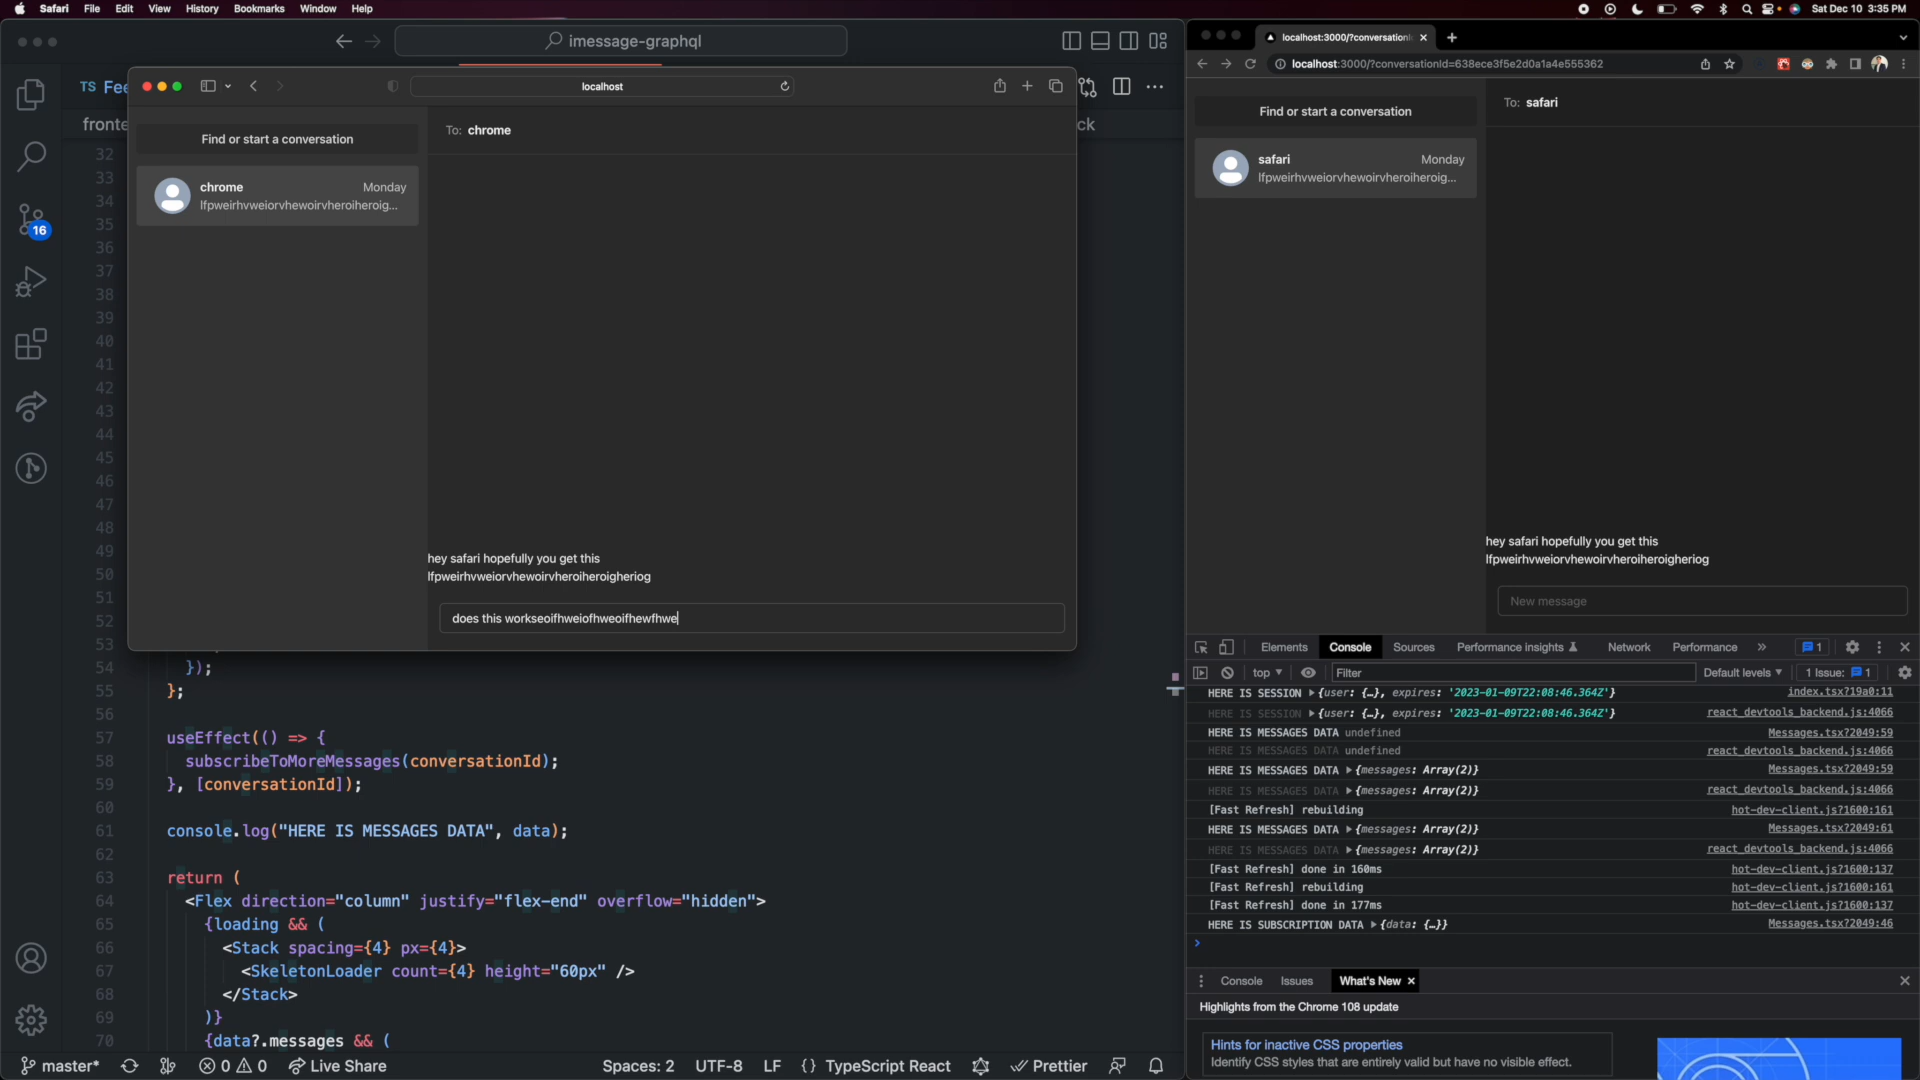 Safari File Edit View History Bookmarks Window Help
Sat Dec 10 3:35 PM
imessage-graphql
TS Fee
fronte
ck
localhost
Find or start a conversation
To: chrome
chrome Monday
lfpweirhvweiorvhewoirvheroiheroig...
hey safari hopefully you get this
lfpweirhvweiorvhewoirvheroiheroigheriog
does this workseoifhweiofhweoifhewfhwe
16
32
33
34
35
36
37
38
39
40
41
42
43
44
45
46
47
48
49
50
51
52
53
54 });
55 };
56
57 useEffect(() => {
58 subscribeToMoreMessages(conversationId);
59 }, [conversationId]);
60
61 console.log("HERE IS MESSAGES DATA", data);
62
63 return (
64 <Flex direction="column" justify="flex-end" overflow="hidden">
65 {loading && (
66 <Stack spacing={4} px={4}>
67 <SkeletonLoader count={4} height="60px" />
68 </Stack>
69 )}
70 {data?.messages && (
master* 0 0 Live Share Spaces: 2 UTF-8 LF {} TypeScript React Prettier
localhost:3000/?conversationI
localhost:3000/?conversationId=638ece3f5e2d0a1a4e555362
Find or start a conversation
To: safari
safari Monday
lfpweirhvweiorvhewoirvheroiheroig...
hey safari hopefully you get this
lfpweirhvweiorvhewoirvheroiheroigheriog
New message
Elements Console Sources Performance insights Network Performance 1
top Filter Default levels 1 Issue: 1
HERE IS SESSION {user: {…}, expires: '2023-01-09T22:08:46.364Z'} index.tsx?19a0:11
HERE IS SESSION {user: {…}, expires: '2023-01-09T22:08:46.364Z'} react_devtools_backend.js:4066
HERE IS MESSAGES DATA undefined Messages.tsx?2049:59
HERE IS MESSAGES DATA undefined react_devtools_backend.js:4066
HERE IS MESSAGES DATA {messages: Array(2)} Messages.tsx?2049:59
HERE IS MESSAGES DATA {messages: Array(2)} react_devtools_backend.js:4066
[Fast Refresh] rebuilding hot-dev-client.js?1600:161
HERE IS MESSAGES DATA {messages: Array(2)} Messages.tsx?2049:61
HERE IS MESSAGES DATA {messages: Array(2)} react_devtools_backend.js:4066
[Fast Refresh] done in 160ms hot-dev-client.js?1600:137
[Fast Refresh] rebuilding hot-dev-client.js?1600:161
[Fast Refresh] done in 177ms hot-dev-client.js?1600:137
HERE IS SUBSCRIPTION DATA {data: {…}} Messages.tsx?2049:46
Console Issues What's New
Highlights from the Chrome 108 update
Hints for inactive CSS properties
Identify CSS styles that are entirely valid but have no visible effect.